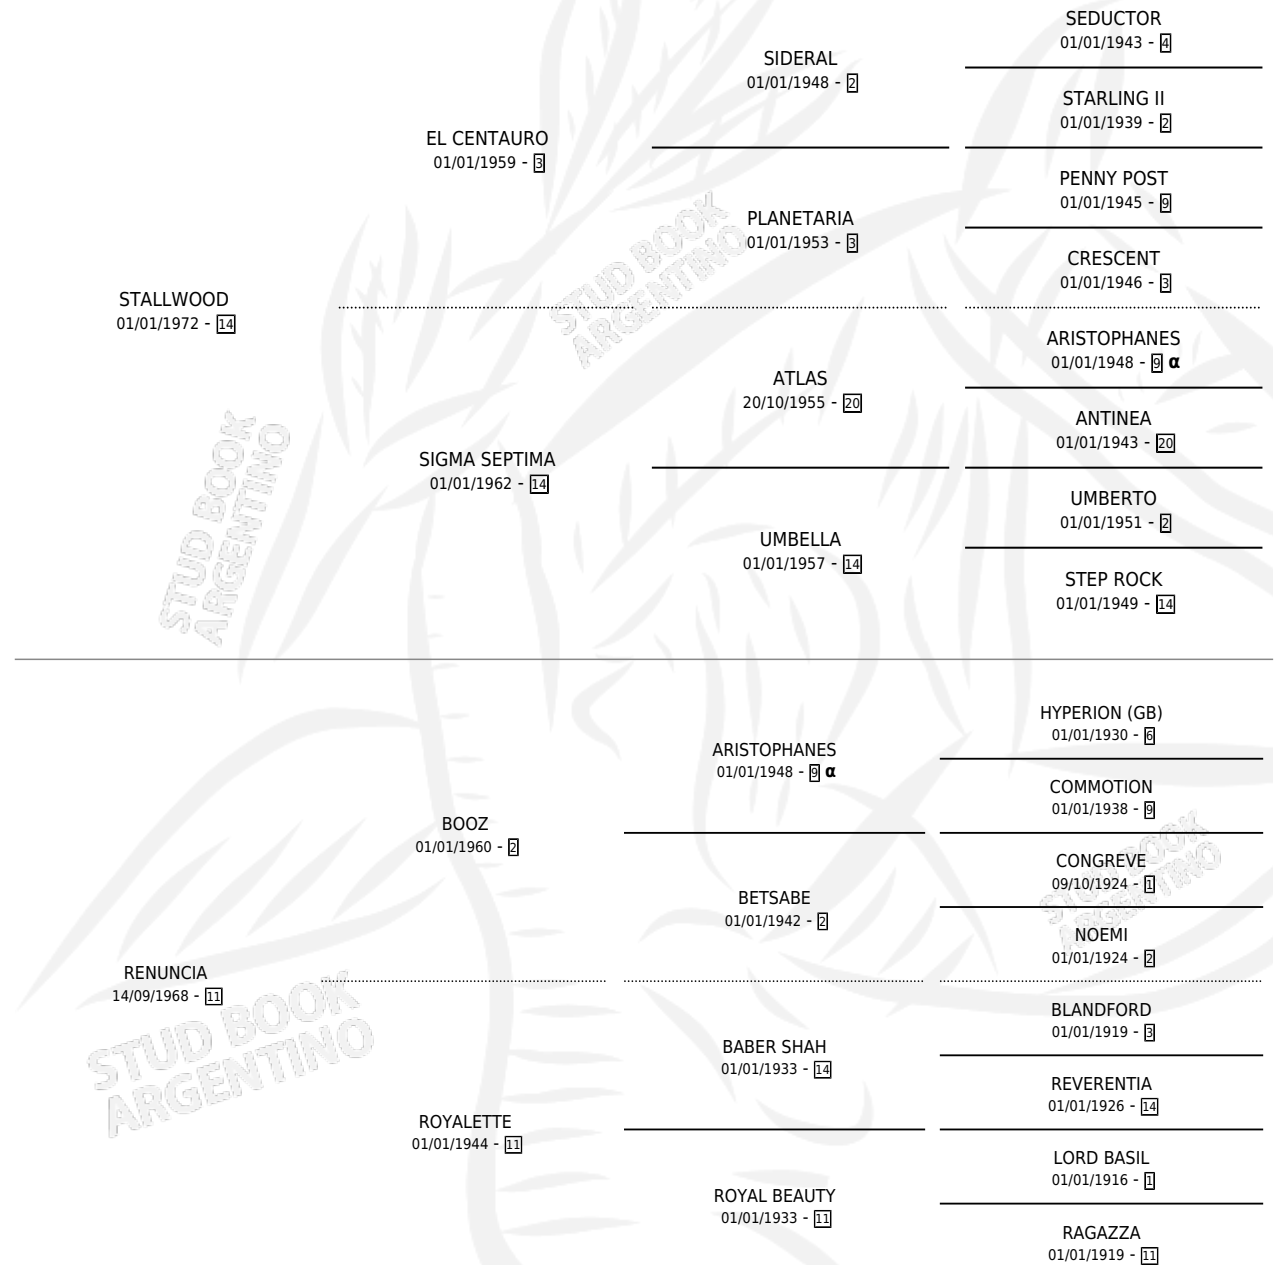 SEDUCTOR
01/01/1943 - 4
SIDERAL
01/01/1948 - 2
STARLING II
01/01/1939 - 2
EL CENTAURO
01/01/1959 - 3
PENNY POST
01/01/1945 - 9
PLANETARIA
01/01/1953 - 3
CRESCENT
01/01/1946 - 3
STALLWOOD
01/01/1972 - 14
ARISTOPHANES
01/01/1948 - 9 α
ATLAS
20/10/1955 - 20
ANTINEA
01/01/1943 - 20
SIGMA SEPTIMA
01/01/1962 - 14
UMBERTO
01/01/1951 - 2
UMBELLA
01/01/1957 - 14
STEP ROCK
01/01/1949 - 14
HYPERION (GB)
01/01/1930 - 6
ARISTOPHANES
01/01/1948 - 9 α
COMMOTION
01/01/1938 - 9
BOOZ
01/01/1960 - 2
CONGREVE
09/10/1924 - 1
BETSABE
01/01/1942 - 2
NOEMI
01/01/1924 - 2
RENUNCIA
14/09/1968 - 11
BLANDFORD
01/01/1919 - 3
BABER SHAH
01/01/1933 - 14
REVERENTIA
01/01/1926 - 14
ROYALETTE
01/01/1944 - 11
LORD BASIL
01/01/1916 - 1
ROYAL BEAUTY
01/01/1933 - 11
RAGAZZA
01/01/1919 - 11
STUD BOOK
ARGENTINO
STUD BOOK
ARGENTINO
STUD BOOK
ARGENTINO
STUD BOOK
ARGENTINO